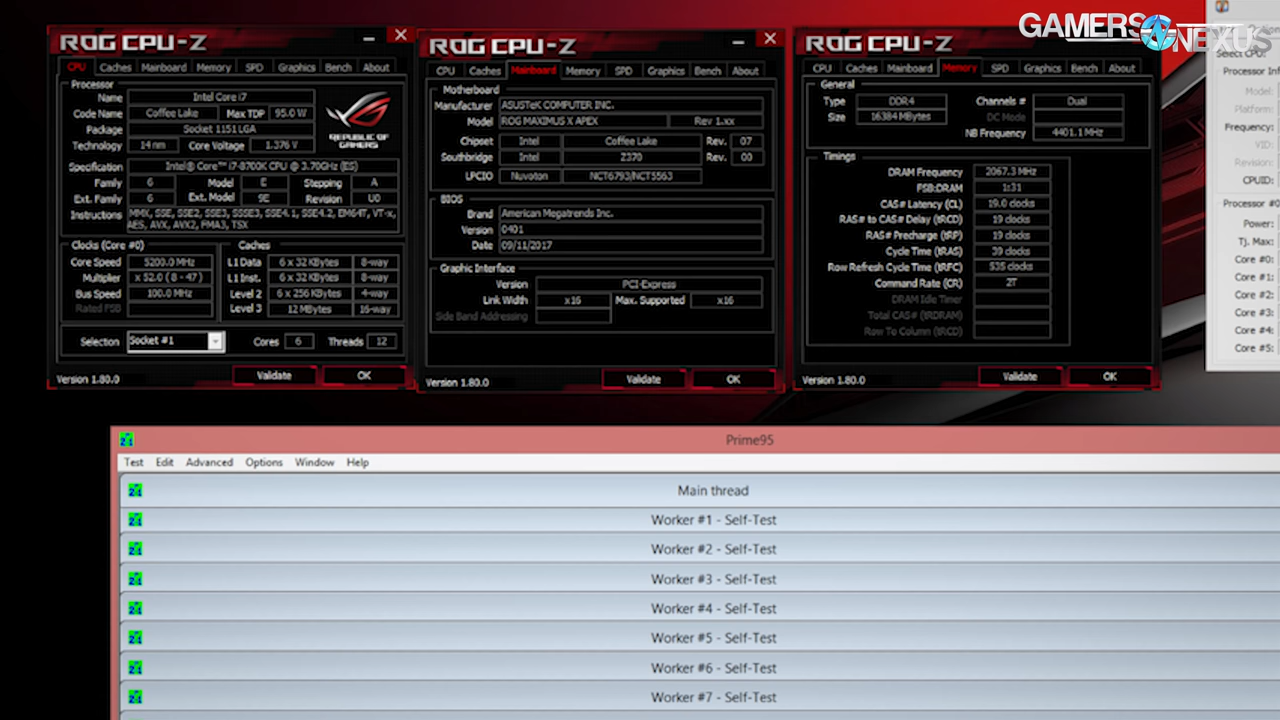 GAMERS NEXUS
ROG CPU-Z
CPU Caches Mainboard Memory SPD Graphics Bench About
Processor
Name Intel Core i7
Code Name Coffee Lake Max TDP 95.0 W
Package Socket 1151 LGA
Technology 14 nm Core Voltage 1.376 V
REPUBLIC OF
GAMERS
Specification Intel® Core™ i7-8700K CPU @ 3.70GHz (ES)
Family 6 Model E Stepping A
Ext. Family 6 Ext. Model 9E Revision U0
Instructions MMX, SSE, SSE2, SSE3, SSSE3, SSE4.1, SSE4.2, EM64T, VT-x,
AES, AVX, AVX2, FMA3, TSX
Clocks (Core #0) Caches
Core Speed 5200.0 MHz L1 Data 6 x 32 KBytes 8-way
Multiplier x 52.0 ( 8 - 47 ) L1 Inst. 6 x 32 KBytes 8-way
Bus Speed 100.0 MHz Level 2 6 x 256 KBytes 4-way
Rated FSB Level 3 12 MBytes 16-way
Selection Socket #1 Cores 6 Threads 12
Version 1.80.0 Validate OK
ROG CPU-Z
CPU Caches Mainboard Memory SPD Graphics Bench About
Motherboard
Manufacturer ASUSTeK COMPUTER INC.
Model ROG MAXIMUS X APEX Rev 1.xx
Chipset Intel Coffee Lake Rev. 07
Southbridge Intel Z370 Rev. 00
LPCIO Nuvoton NCT6793/NCT5563
BIOS
Brand American Megatrends Inc.
Version 0401
Date 09/11/2017
Graphic Interface
Version PCI-Express
Link Width x16 Max. Supported x16
Side Band Addressing
Version 1.80.0 Validate OK
ROG CPU-Z
CPU Caches Mainboard Memory SPD Graphics Bench About
General
Type DDR4 Channels # Dual
Size 16384 MBytes DC Mode
NB Frequency 4401.1 MHz
Timings
DRAM Frequency 2067.3 MHz
FSB:DRAM 1:31
CAS# Latency (CL) 19.0 clocks
RAS# to CAS# Delay (tRCD) 19 clocks
RAS# Precharge (tRP) 19 clocks
Cycle Time (tRAS) 39 clocks
Row Refresh Cycle Time (tRFC) 535 clocks
Command Rate (CR) 2T
DRAM Idle Timer
Total CAS# (tRDRAM)
Row To Column (tRCD)
Version 1.80.0 Validate OK
Select CPU:
Processor Inf
Model:
Platform:
Frequency:
VID:
Revision:
CPUID:
Processor #0
Power:
Tj. Max:
Core #0:
Core #1:
Core #2:
Core #3:
Core #4:
Core #5:
Prime95
Test Edit Advanced Options Window Help
Main thread
Worker #1 - Self-Test
Worker #2 - Self-Test
Worker #3 - Self-Test
Worker #4 - Self-Test
Worker #5 - Self-Test
Worker #6 - Self-Test
Worker #7 - Self-Test